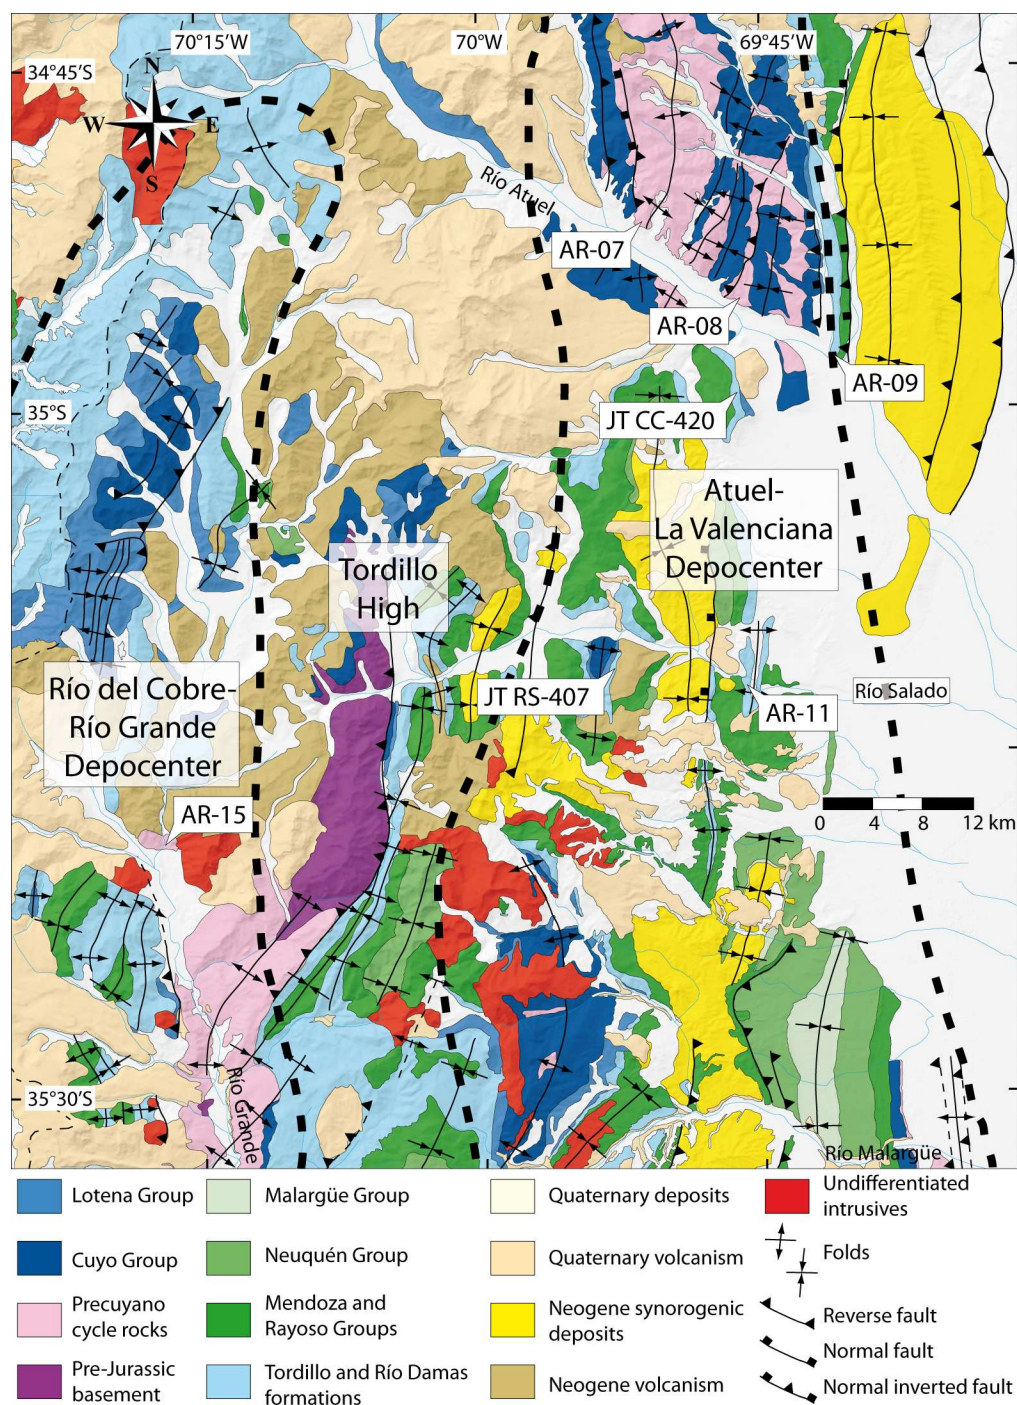 70°15’W
70°W
69°45’W
34°45’S
N
W
E
S
Río Atuel
AR-07
AR-08
AR-09
35°S
JT CC-420
Atuel-
La Valenciana
Depocenter
Tordillo
High
Río del Cobre-
Río Grande
Depocenter
JT RS-407
AR-11
Río Salado
AR-15
0 4 8 12 km
35°30’S
Río Grande
Río Malargüe
Lotena Group
Cuyo Group
Precuyano
cycle rocks
Pre-Jurassic
basement
Malargüe Group
Neuquén Group
Mendoza and
Rayoso Groups
Tordillo and Río Damas
formations
Quaternary deposits
Quaternary volcanism
Neogene synorogenic
deposits
Neogene volcanism
Undifferentiated
intrusives
Folds
Reverse fault
Normal fault
Normal inverted fault